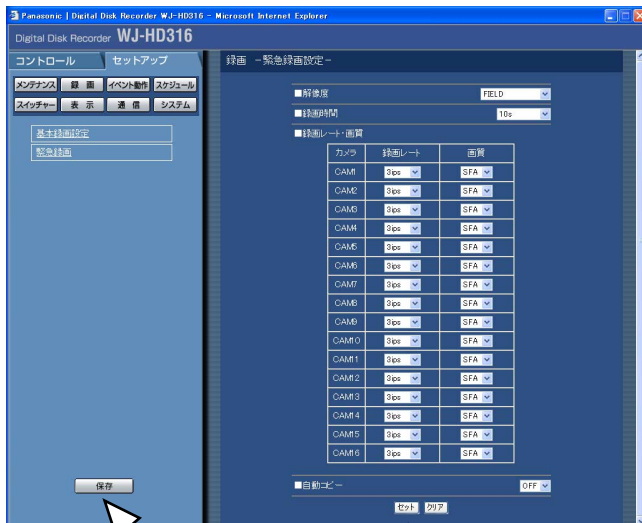 Panasonic | Digital Disk Recorder WJ-HD316 - Microsoft Internet Explorer
Digital Disk Recorder WJ-HD316
コントロール セットアップ
メンテナンス 録 画 イベント動作 スケジュール
スイッチャー 表 示 通 信 システム
基本録画設定
緊急録画
保存
録画 －緊急録画設定－
■解像度 FIELD
■録画時間 10s
■録画レート・画質
カメラ 録画レート 画質
CAM1 3ips SFA
CAM2 3ips SFA
CAM3 3ips SFA
CAM4 3ips SFA
CAM5 3ips SFA
CAM6 3ips SFA
CAM7 3ips SFA
CAM8 3ips SFA
CAM9 3ips SFA
CAM10 3ips SFA
CAM11 3ips SFA
CAM12 3ips SFA
CAM13 3ips SFA
CAM14 3ips SFA
CAM15 3ips SFA
CAM16 3ips SFA
■自動コピー OFF
セット クリア